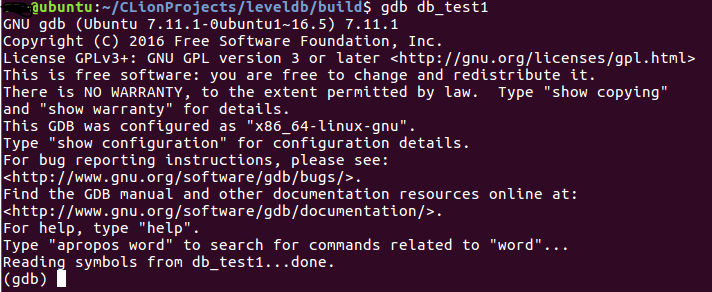 @ubuntu:~/CLionProjects/leveldb/build$ gdb db_test1
GNU gdb (Ubuntu 7.11.1-0ubuntu1~16.5) 7.11.1
Copyright (C) 2016 Free Software Foundation, Inc.
License GPLv3+: GNU GPL version 3 or later <http://gnu.org/licenses/gpl.html>
This is free software: you are free to change and redistribute it.
There is NO WARRANTY, to the extent permitted by law.  Type "show copying"
and "show warranty" for details.
This GDB was configured as "x86_64-linux-gnu".
Type "show configuration" for configuration details.
For bug reporting instructions, please see:
<http://www.gnu.org/software/gdb/bugs/>.
Find the GDB manual and other documentation resources online at:
<http://www.gnu.org/software/gdb/documentation/>.
For help, type "help".
Type "apropos word" to search for commands related to "word"...
Reading symbols from db_test1...done.
(gdb)